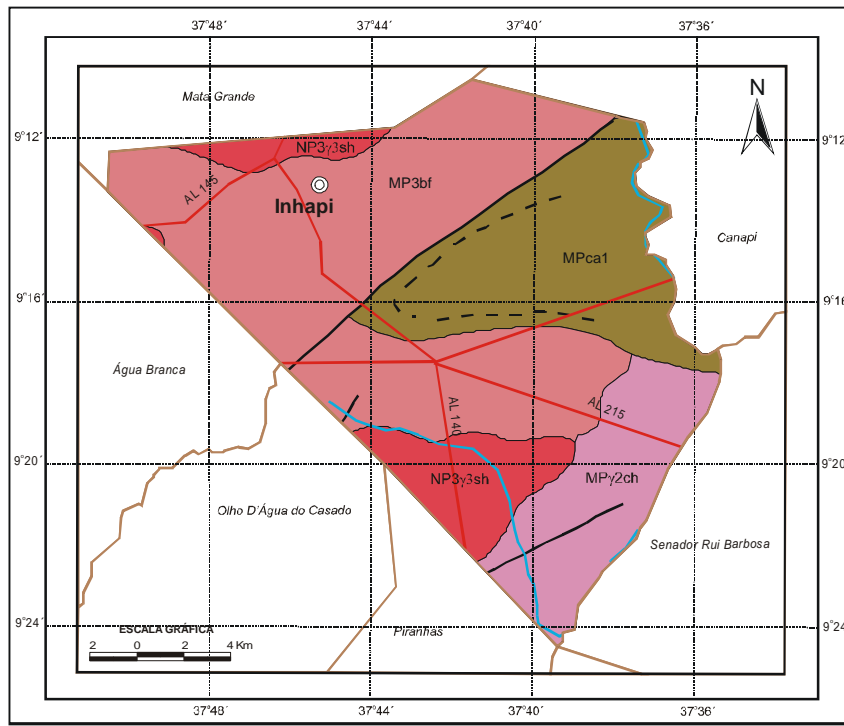 37°48´ 37°44´ 37°40´ 37°36´
Mata Grande
N
9°12´
9°12´
NP3γ3sh
MP3bf
AL 145
Inhapi
Canapi
MPca1
9°16´
9°16´
Água Branca
AL 140
AL 215
9°20´
9°20´
NP3γ3sh
MPγ2ch
Olho D'Água do Casado
Senador Rui Barbosa
9°24´
9°24´
ESCALA GRÁFICA
Piranhas
2 0 2 4 Km
37°48´ 37°44´ 37°40´ 37°36´